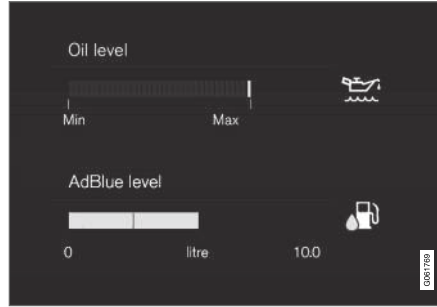 Oil level
Min Max
AdBlue level
0 litre 10.0
G061769